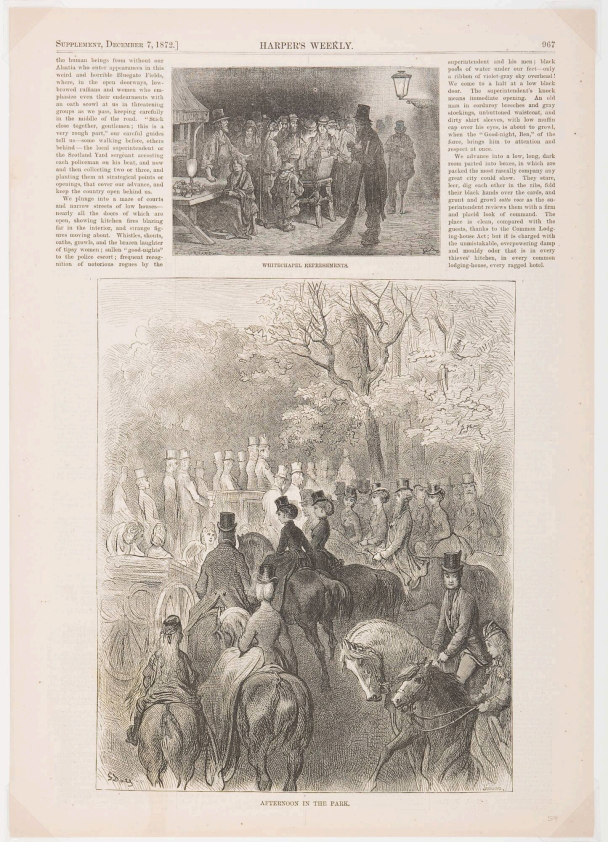 SUPPLEMENT, DECEMBER 7, 1872.]
HARPER'S WEEKLY.
967
the human beings from without our
Alsatia who enter appearances in this
weird and horrible Bluegate Fields,
where, in the open doorways, low-
browed ruffians and women who em-
phasize even their endearments with
an oath scowl at us in threatening
groups as we pass, keeping carefully
in the middle of the road. "Stick
close together, gentlemen; this is a
very rough part," our careful guides
tell us—some walking before, others
behind—the local superintendent or
the Scotland Yard sergeant accosting
each policeman on his beat, and now
and then collecting two or three, and
planting them at strategical points or
openings, that cover our advance, and
keep the country open behind us.
We plunge into a maze of courts
and narrow streets of low houses—
nearly all the doors of which are
open, showing kitchen fires blazing
far in the interior, and strange fig-
ures moving about. Whistles, shouts,
oaths, growls, and the brazen laughter
of tipsy women; sullen "good-nights"
to the police escort; frequent recog-
nition of notorious rogues by the
WHITECHAPEL REFRESHMENTS.
superintendent and his men; black
pools of water under our feet—only
a ribbon of violet-gray sky overhead!
We come to a halt at a low black
door. The superintendent's knock
means immediate opening. An old
man in corduroy breeches and gray
stockings, unbuttoned waistcoat, and
dirty shirt sleeves, with low muffin
cap over his eyes, is about to growl,
when the "Good-night, Ben," of the
force, brings him to attention and
respect at once.
We advance into a low, long, dark
room parted into boxes, in which are
packed the most rascally company any
great city could show. They stare,
leer, dig each other in the ribs, fold
their black hands over the cards, and
grunt and growl sotto voce as the su-
perintendent reviews them with a firm
and placid look of command. The
place is clean, compared with the
guests, thanks to the Common Lodg-
ing-house Act; but it is charged with
the unmistakable, overpowering damp
and mouldy odor that is in every
thieves' kitchen, in every common
lodging-house, every ragged hotel.
G Doré
AFTERNOON IN THE PARK.